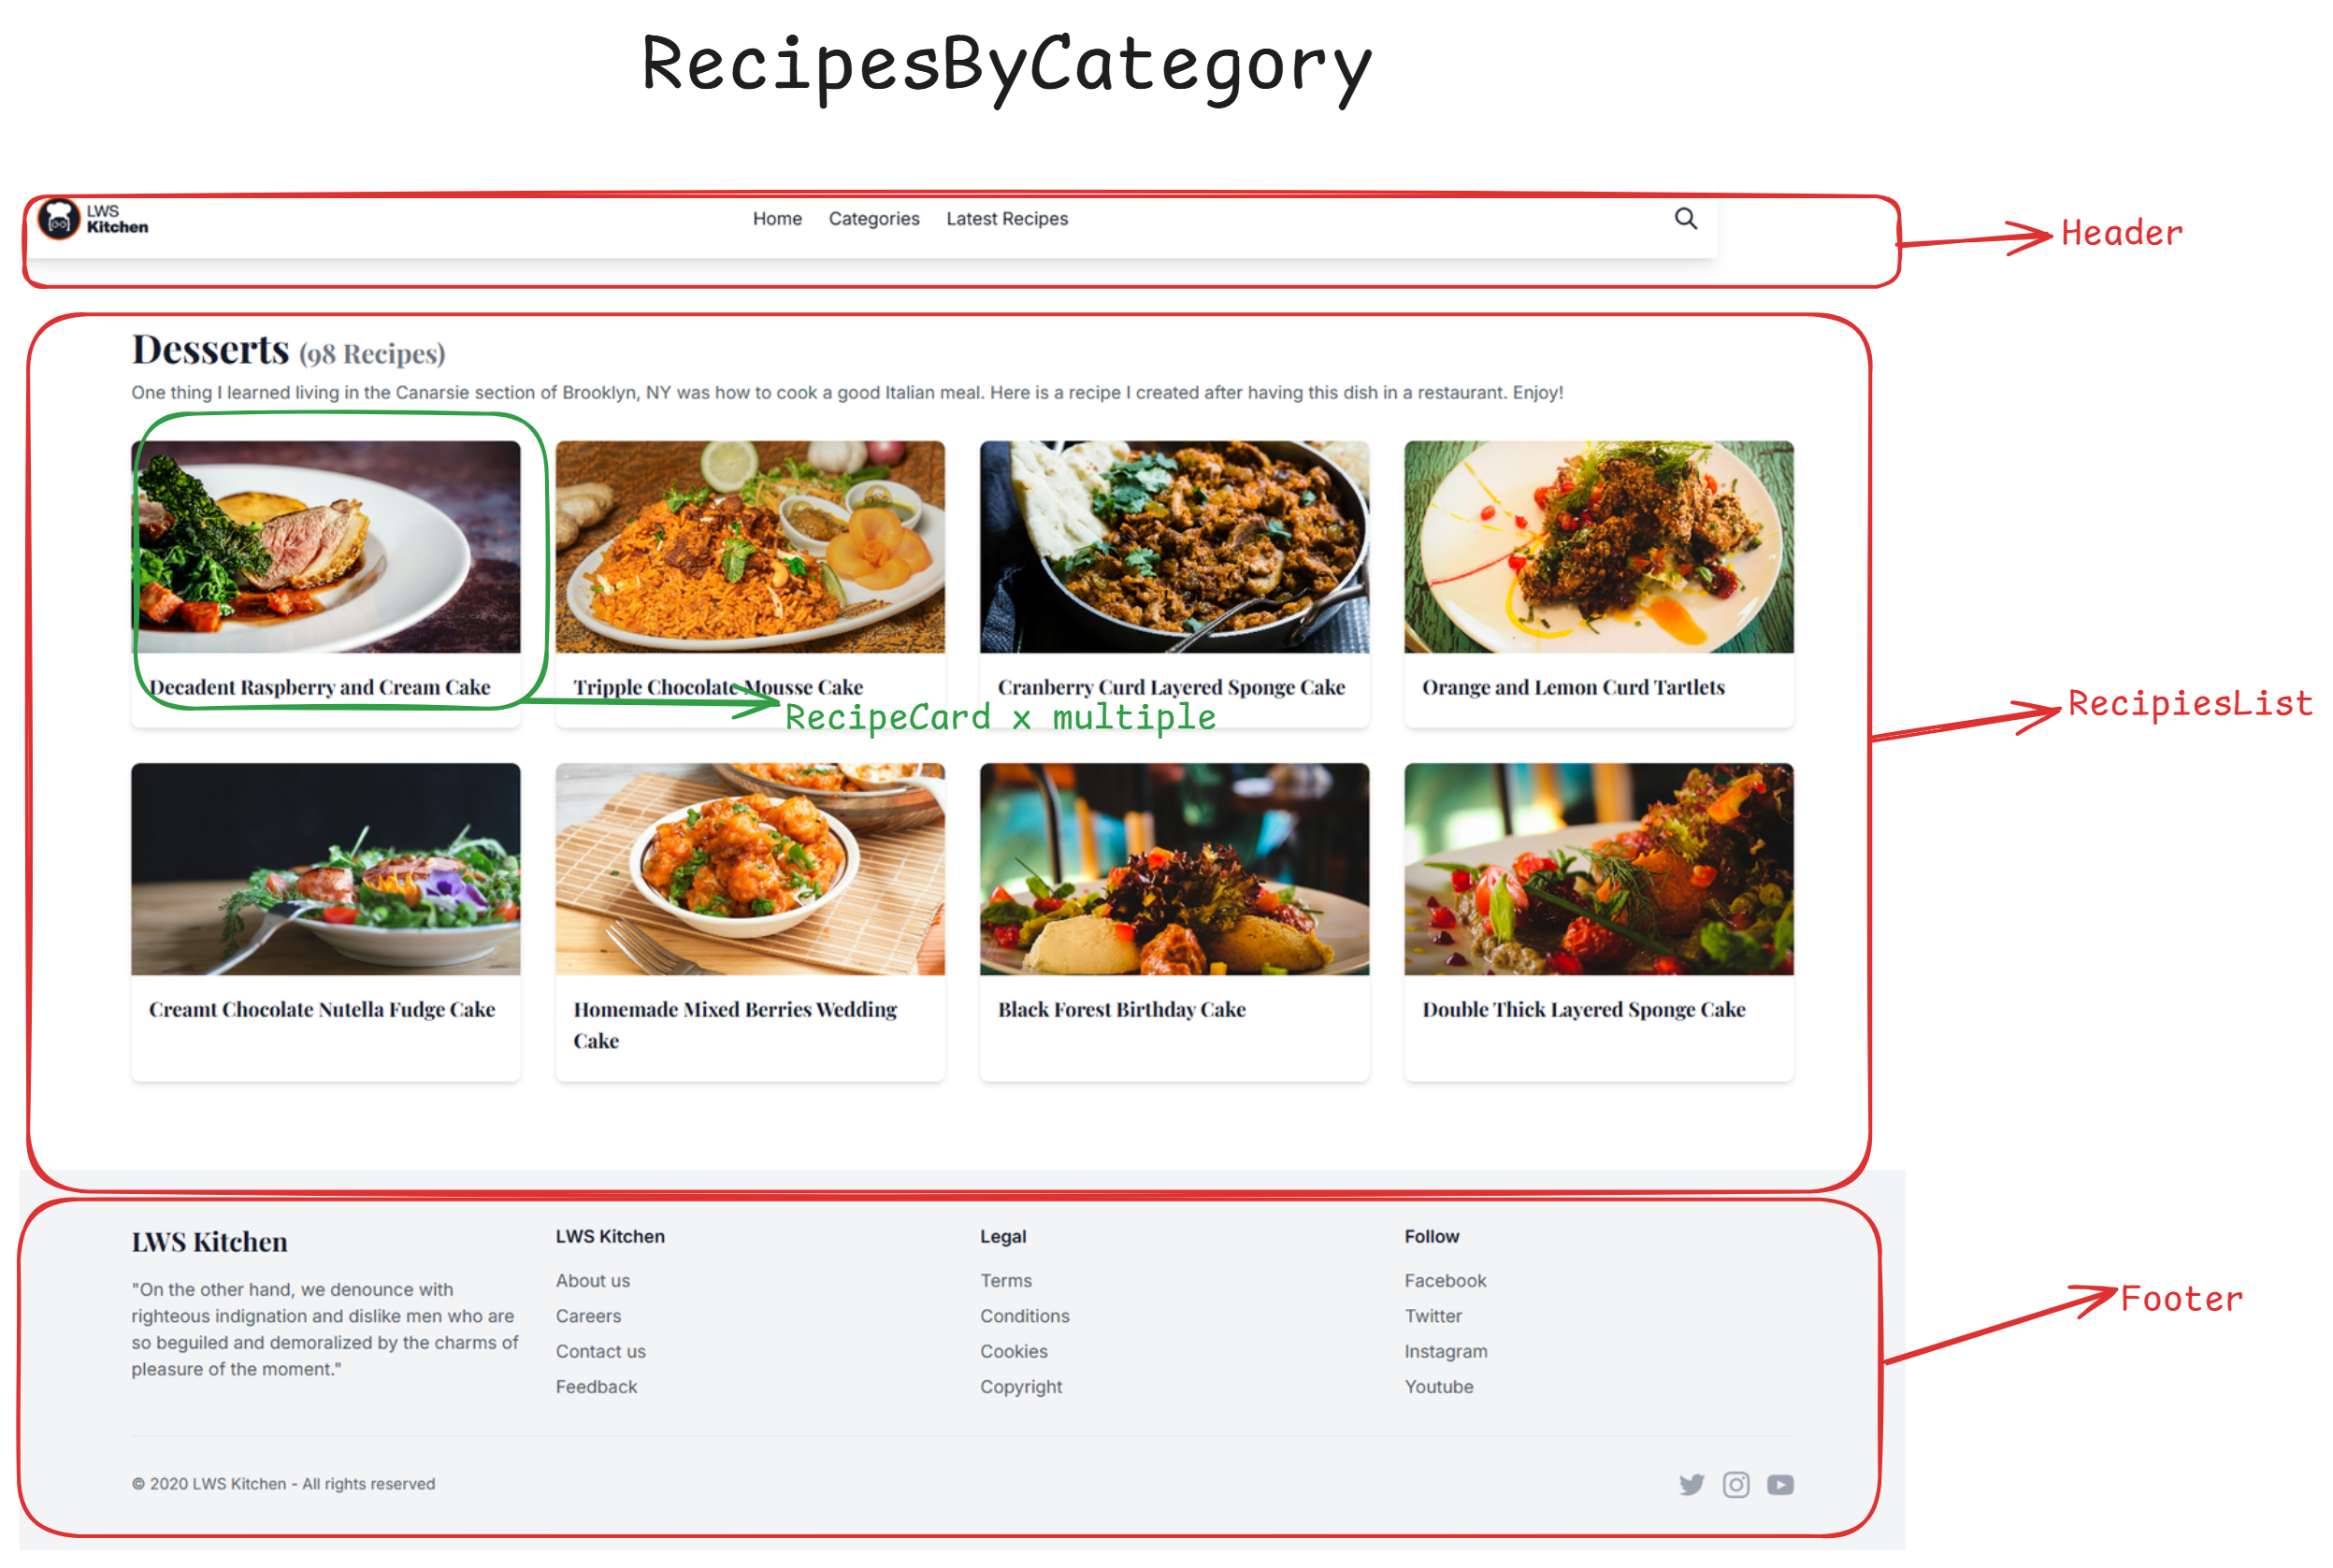 RecipesByCategory
LWS
Kitchen
Home Categories Latest Recipes
Header
Desserts (98 Recipes)
One thing I learned living in the Canarsie section of Brooklyn, NY was how to cook a good Italian meal. Here is a recipe I created after having this dish in a restaurant. Enjoy!
Decadent Raspberry and Cream Cake
Tripple Chocolate Mousse Cake
Cranberry Curd Layered Sponge Cake
Orange and Lemon Curd Tartlets
RecipeCard x multiple
RecipiesList
Creamt Chocolate Nutella Fudge Cake
Homemade Mixed Berries Wedding
Cake
Black Forest Birthday Cake
Double Thick Layered Sponge Cake
LWS Kitchen
"On the other hand, we denounce with
righteous indignation and dislike men who are
so beguiled and demoralized by the charms of
pleasure of the moment."
LWS Kitchen
About us
Careers
Contact us
Feedback
Legal
Terms
Conditions
Cookies
Copyright
Follow
Facebook
Twitter
Instagram
Youtube
Footer
© 2020 LWS Kitchen - All rights reserved